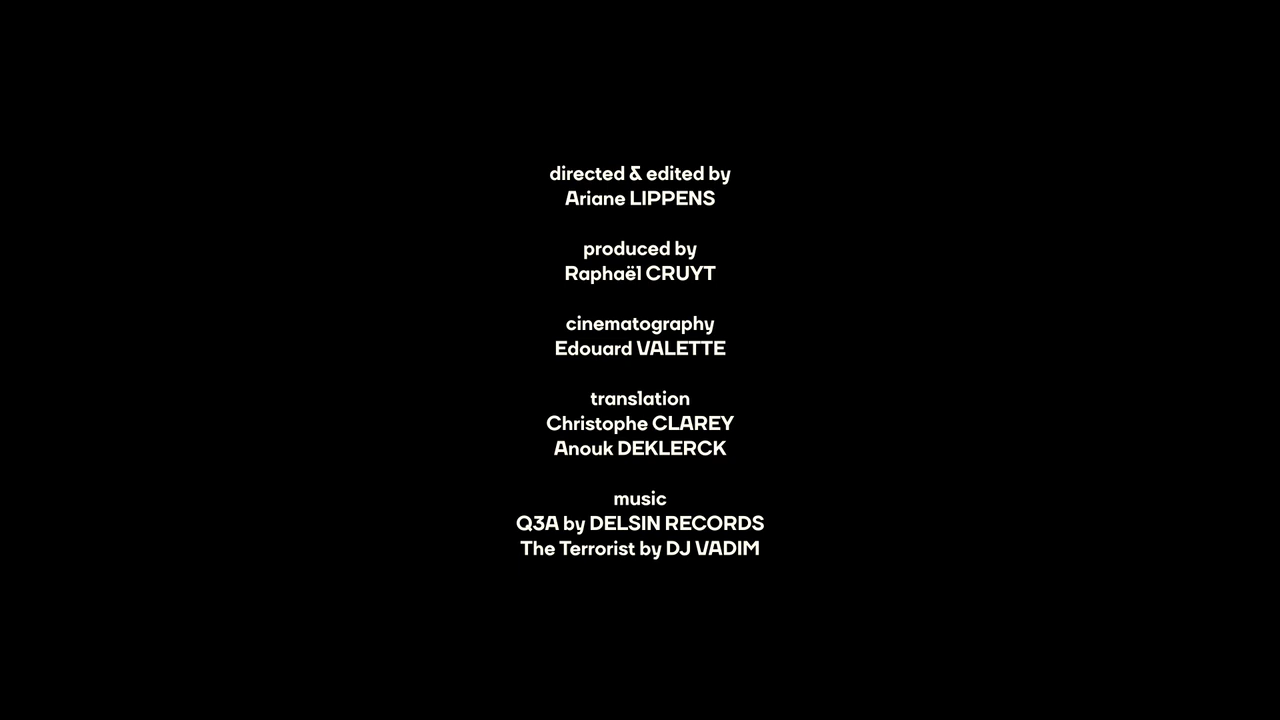 directed & edited by
Ariane LIPPENS
produced by
Raphaël CRUYT
cinematography
Edouard VALETTE
translation
Christophe CLAREY
Anouk DEKLERCK
music
Q3A by DELSIN RECORDS
The Terrorist by DJ VADIM